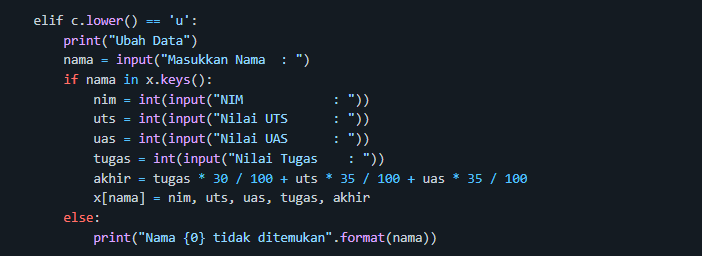 elif c.lower() == 'u':
    print("Ubah Data")
    nama = input("Masukkan Nama  : ")
    if nama in x.keys():
        nim = int(input("NIM            : "))
        uts = int(input("Nilai UTS      : "))
        uas = int(input("Nilai UAS      : "))
        tugas = int(input("Nilai Tugas    : "))
        akhir = tugas * 30 / 100 + uts * 35 / 100 + uas * 35 / 100
        x[nama] = nim, uts, uas, tugas, akhir
    else:
        print("Nama {0} tidak ditemukan".format(nama))